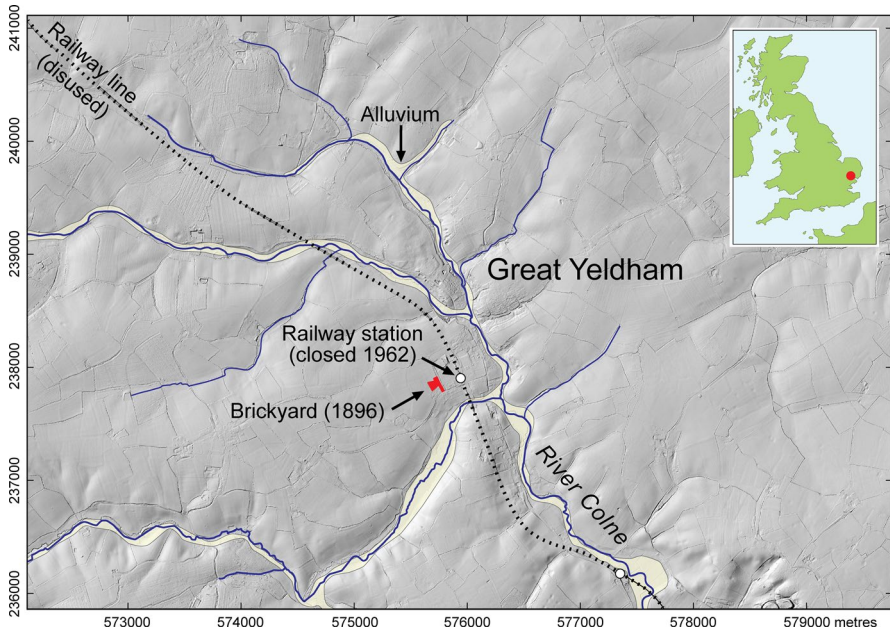 241000
240000
239000
238000
237000
236000
Railway line
(disused)
Alluvium
Great Yeldham
Railway station
(closed 1962)
Brickyard (1896)
River Colne
573000
574000
575000
576000
577000
578000
579000 metres